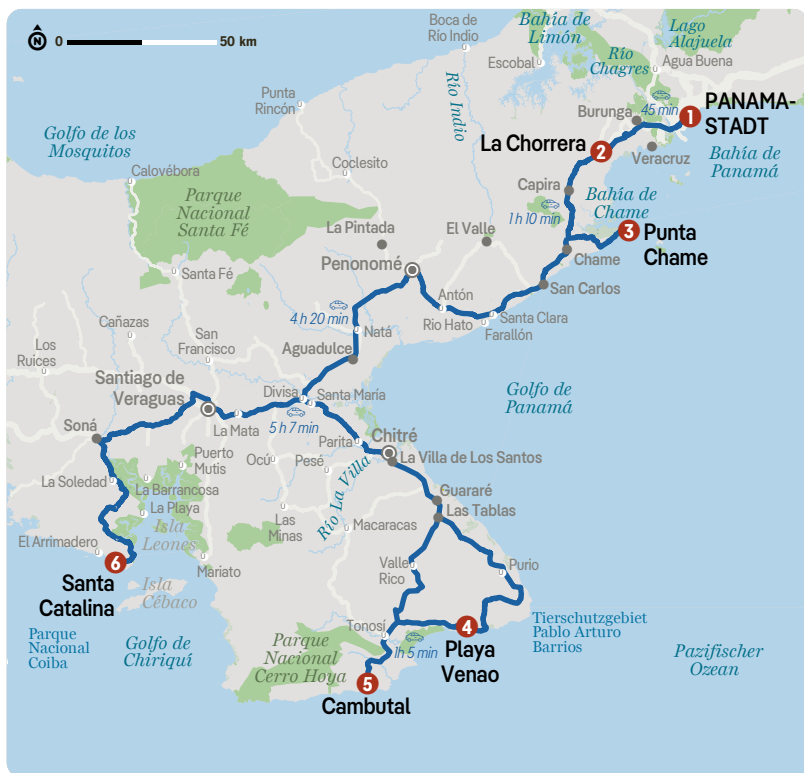 N
0
50 km
Boca de
Río Indio
Bahía de
Limón
Lago
Alajuela
Escobal
Río
Chagres
Agua Buena
Río Indio
Punta
Rincón
Burunga
45 min
1
PANAMA-
STADT
Golfo de los
Mosquitos
La Chorrera
2
Veracruz
Bahía de
Panamá
Calovébora
Coclesito
Capira
Bahía de
Chame
Parque
Nacional
Santa Fé
1 h 10 min
La Pintada
El Valle
3
Punta
Chame
Penonomé
Chame
Santa Fé
San Carlos
Antón
Rio Hato
Santa Clara
Farallón
4 h 20 min
Natá
Cañazas
San
Francisco
Los
Ruices
Aguadulce
Santiago de
Veraguas
Golfo de
Panamá
Divisa
Santa María
La Mata
5 h 7 min
Soná
Parita
Chitré
La Villa de Los Santos
Puerto
Mutis
Ocú
Pesé
Río La Villa
La Soledad
La Barrancosa
Guararé
La Playa
Las Tablas
Isla
Leones
Las
Minas
Macaracas
El Arrimadero
6
Mariato
Valle
Rico
Purio
Santa
Catalina
Isla
Cébaco
Tonosí
4
Playa
Venao
Tierschutzgebiet
Pablo Arturo
Barrios
Parque
Nacional
Coiba
Golfo de
Chiriquí
Parque
Nacional
Cerro Hoya
1h 5 min
Pazifischer
Ozean
5
Cambutal